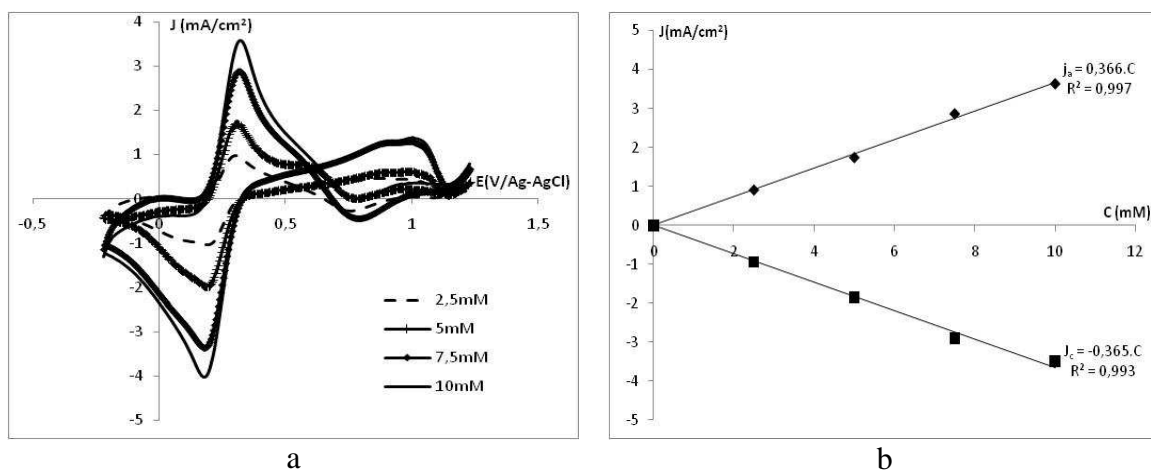 J (mA/cm²)
4
3
2
1
0
-1
-2
-3
-4
-5
-0,5
0
0,5
1
1,5
E(V/Ag-AgCl)
2,5mM
5mM
7,5mM
10mM
a
J(mA/cm²)
5
4
3
2
1
0
-1
-2
-3
-4
-5
0
2
4
6
8
10
12
C (mM)
jₐ = 0,366.C
R² = 0,997
J꜀ = -0,365.C
R² = 0,993
b